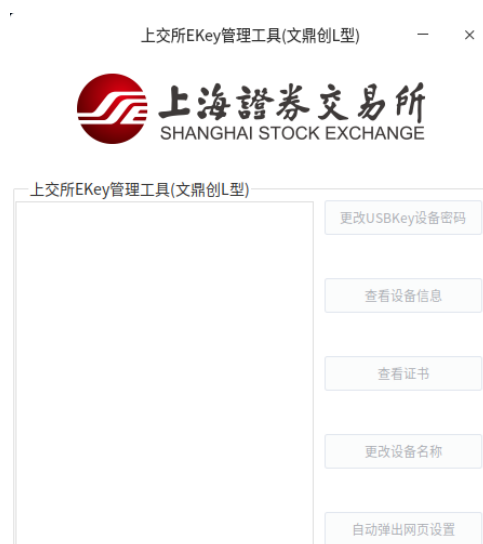 上交所EKey管理工具(文鼎创L型)
上海證券交易所
SHANGHAI STOCK EXCHANGE
上交所EKey管理工具(文鼎创L型)
更改USBKey设备密码
查看设备信息
查看证书
更改设备名称
自动弹出网页设置